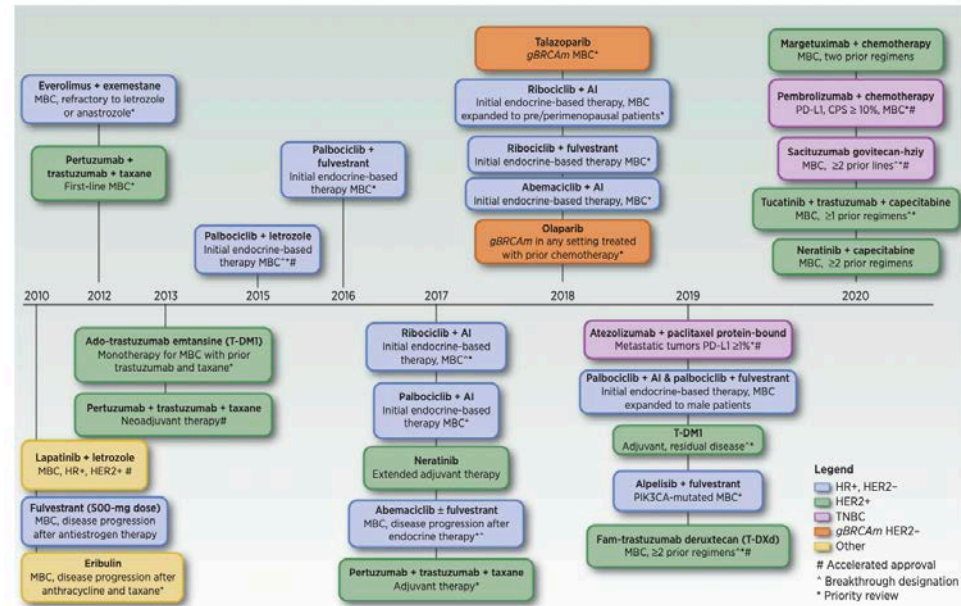 Everolimus + exemestane
MBC, refractory to letrozole
or anastrozole*
Pertuzumab +
trastuzumab + taxane
First-line MBC*
Palbociclib + letrozole
Initial endocrine-based
therapy MBC^*#
Palbociclib +
fulvestrant
Initial endocrine-based
therapy MBC*
Talazoparib
gBRCAm MBC*
Ribociclib + AI
Initial endocrine-based therapy, MBC
expanded to pre/perimenopausal patients*
Ribociclib + fulvestrant
Initial endocrine-based therapy MBC*
Abemaciclib + AI
Initial endocrine-based therapy, MBC*
Olaparib
gBRCAm in any setting treated
with prior chemotherapy*
Margetuximab + chemotherapy
MBC, two prior regimens
Pembrolizumab + chemotherapy
PD-L1, CPS ≥ 10%, MBC*#
Sacituzumab govitecan-hziy
MBC, ≥2 prior lines^*#
Tucatinib + trastuzumab + capecitabine
MBC, ≥1 prior regimens^*
Neratinib + capecitabine
MBC, ≥2 prior regimens
2010 2012 2013 2015 2016 2017 2018 2019 2020
Ado-trastuzumab emtansine (T-DM1)
Monotherapy for MBC with prior
trastuzumab and taxane*
Pertuzumab + trastuzumab + taxane
Neoadjuvant therapy#
Lapatinib + letrozole
MBC, HR+, HER2+ #
Fulvestrant (500-mg dose)
MBC, disease progression
after antiestrogen therapy
Eribulin
MBC, disease progression after
anthracycline and taxane*
Ribociclib + AI
Initial endocrine-based
therapy, MBC^*
Palbociclib + AI
Initial endocrine-based
therapy MBC*
Neratinib
Extended adjuvant therapy
Abemaciclib ± fulvestrant
MBC, disease progression after
endocrine therapy*^
Pertuzumab + trastuzumab + taxane
Adjuvant therapy*
Atezolizumab + paclitaxel protein-bound
Metastatic tumors PD-L1 ≥1%*#
Palbociclib + AI & palbociclib + fulvestrant
Initial endocrine-based therapy, MBC
expanded to male patients
T-DM1
Adjuvant, residual disease^*
Alpelisib + fulvestrant
PIK3CA-mutated MBC*
Fam-trastuzumab deruxtecan (T-DXd)
MBC, ≥2 prior regimens^*#
Legend
HR+, HER2−
HER2+
TNBC
gBRCAm HER2−
Other
# Accelerated approval
^ Breakthrough designation
* Priority review